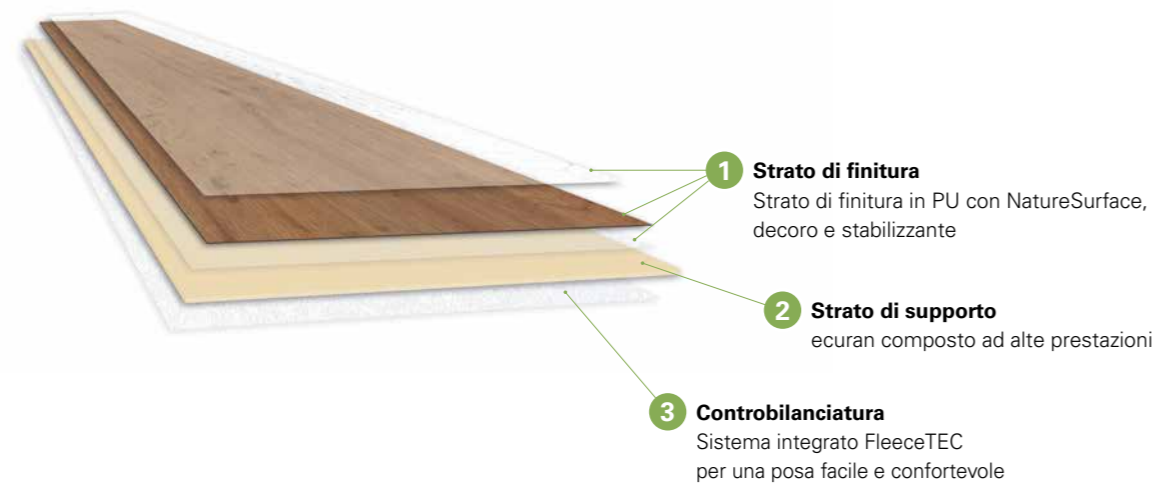 1 Strato di finitura
Strato di finitura in PU con NatureSurface,
decoro e stabilizzante
2 Strato di supporto
ecuran composto ad alte prestazioni
3 Controbilanciatura
Sistema integrato FleeceTEC
per una posa facile e confortevole